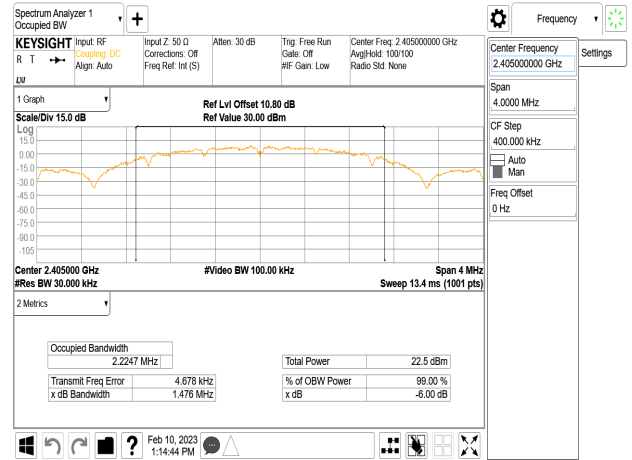 Spectrum Analyzer 1
Occupied BW
Frequency
KEYSIGHT
R T
Input: RF
Coupling: DC
Align: Auto
Input Z: 50 Ω
Corrections: Off
Freq Ref: Int (S)
Atten: 30 dB
Trig: Free Run
Gate: Off
#IF Gain: Low
Center Freq: 2.405000000 GHz
Avg|Hold: 100/100
Radio Std: None
Center Frequency
2.405000000 GHz
Settings
Span
4.0000 MHz
CF Step
400.000 kHz
Auto
Man
Freq Offset
0 Hz
1 Graph
Ref Lvl Offset 10.80 dB
Scale/Div 15.0 dB
Ref Value 30.00 dBm
Log
15.0
0.00
-15.0
-30.0
-45.0
-60.0
-75.0
-90.0
-105
Center 2.405000 GHz
#Video BW 100.00 kHz
Span 4 MHz
#Res BW 30.000 kHz
Sweep 13.4 ms (1001 pts)
2 Metrics
Occupied Bandwidth
2.2247 MHz
Total Power 22.5 dBm
Transmit Freq Error 4.678 kHz
% of OBW Power 99.00 %
x dB Bandwidth 1.476 MHz
x dB -6.00 dB
Feb 10, 2023
1:14:44 PM